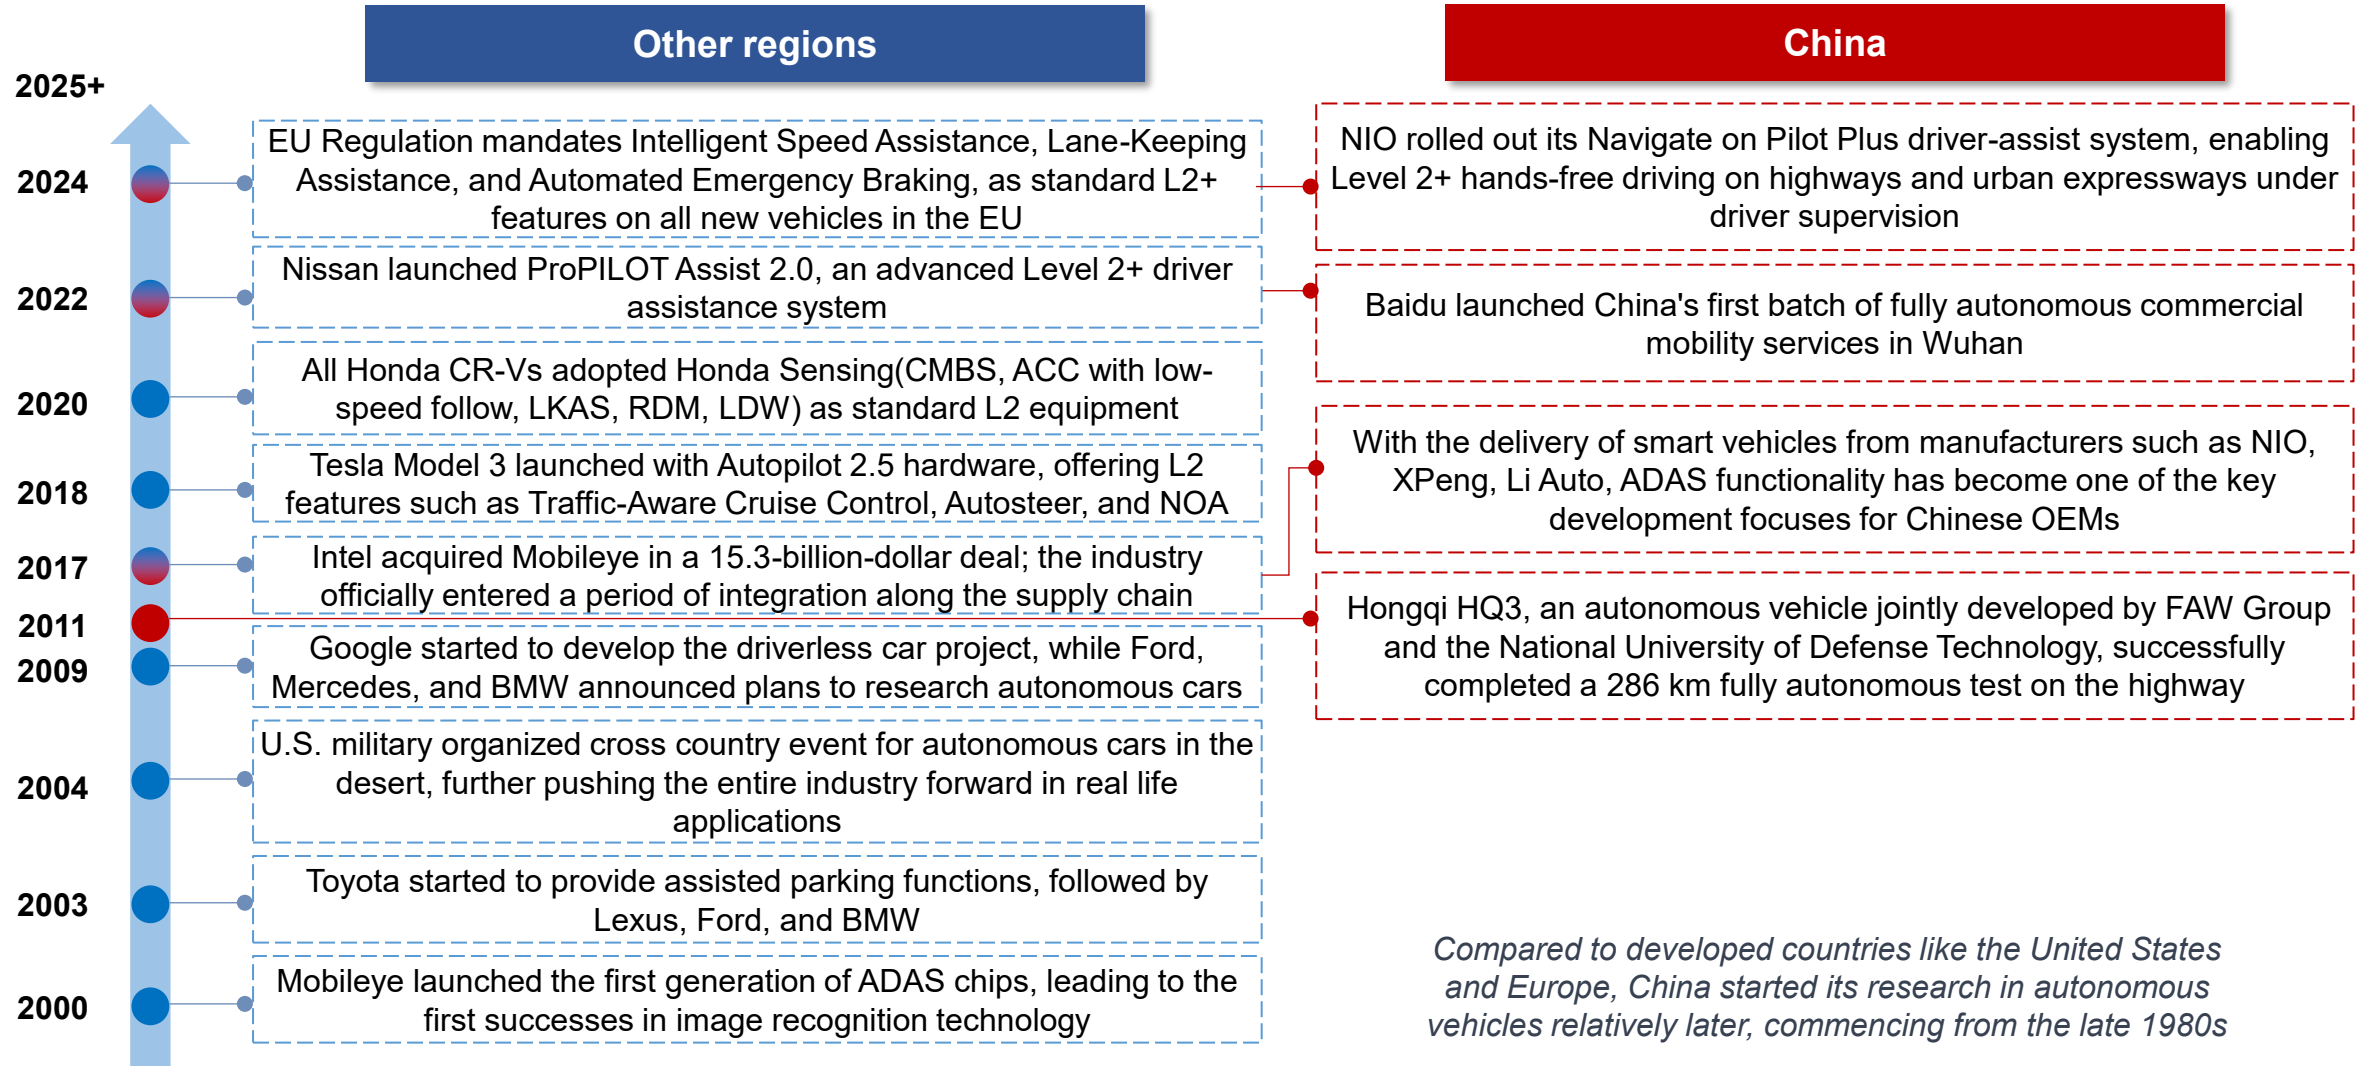 Other regions
China
2025+
2024
EU Regulation mandates Intelligent Speed Assistance, Lane-Keeping
Assistance, and Automated Emergency Braking, as standard L2+
features on all new vehicles in the EU
NIO rolled out its Navigate on Pilot Plus driver-assist system, enabling
Level 2+ hands-free driving on highways and urban expressways under
driver supervision
2022
Nissan launched ProPILOT Assist 2.0, an advanced Level 2+ driver
assistance system
Baidu launched China's first batch of fully autonomous commercial
mobility services in Wuhan
2020
All Honda CR-Vs adopted Honda Sensing(CMBS, ACC with low-
speed follow, LKAS, RDM, LDW) as standard L2 equipment
2018
Tesla Model 3 launched with Autopilot 2.5 hardware, offering L2
features such as Traffic-Aware Cruise Control, Autosteer, and NOA
2017
Intel acquired Mobileye in a 15.3-billion-dollar deal; the industry
officially entered a period of integration along the supply chain
With the delivery of smart vehicles from manufacturers such as NIO,
XPeng, Li Auto, ADAS functionality has become one of the key
development focuses for Chinese OEMs
2011
Hongqi HQ3, an autonomous vehicle jointly developed by FAW Group
and the National University of Defense Technology, successfully
completed a 286 km fully autonomous test on the highway
2009
Google started to develop the driverless car project, while Ford,
Mercedes, and BMW announced plans to research autonomous cars
2004
U.S. military organized cross country event for autonomous cars in the
desert, further pushing the entire industry forward in real life
applications
2003
Toyota started to provide assisted parking functions, followed by
Lexus, Ford, and BMW
2000
Mobileye launched the first generation of ADAS chips, leading to the
first successes in image recognition technology
Compared to developed countries like the United States
and Europe, China started its research in autonomous
vehicles relatively later, commencing from the late 1980s